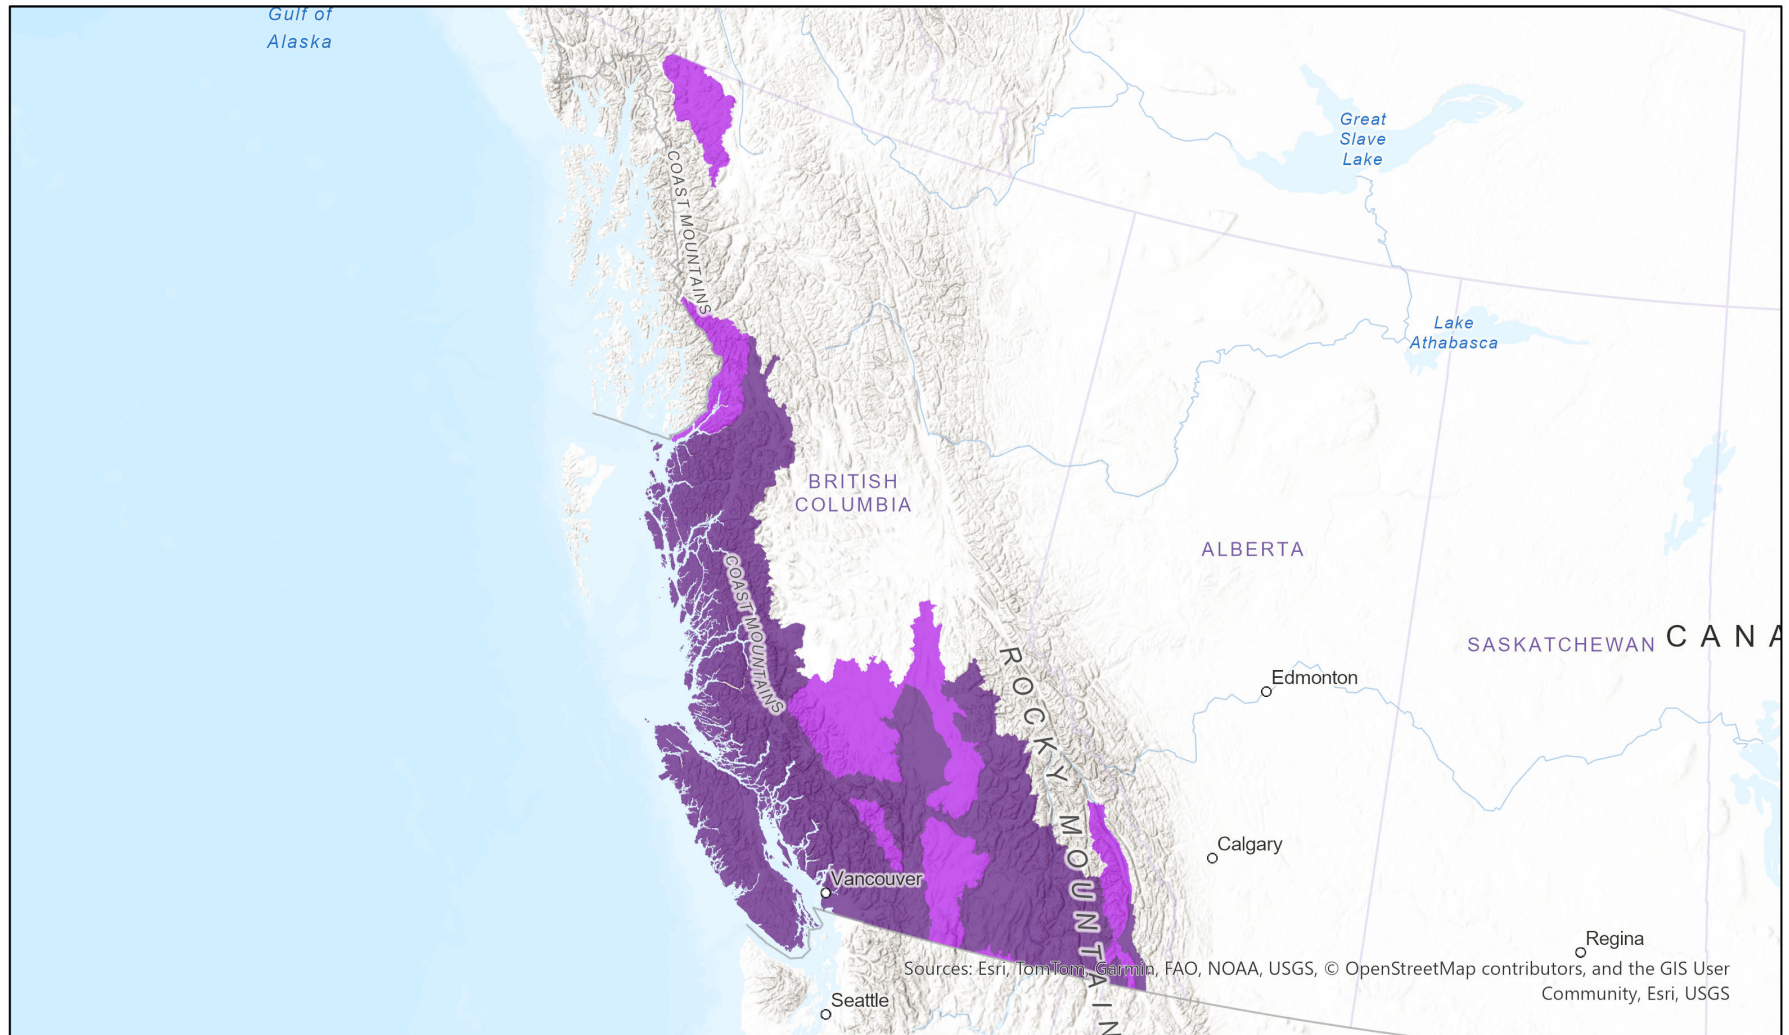 Gulf of
Alaska
Great
Slave
Lake
COAST MOUNTAINS
Lake
Athabasca
BRITISH
COLUMBIA
ALBERTA
COAST MOUNTAINS
SASKATCHEWAN
CANA
ROCKY MOUNTAIN
Edmonton
Calgary
Vancouver
Regina
Sources: Esri, TomTom, Garmin, FAO, NOAA, USGS, © OpenStreetMap contributors, and the GIS User
Community, Esri, USGS
Seattle